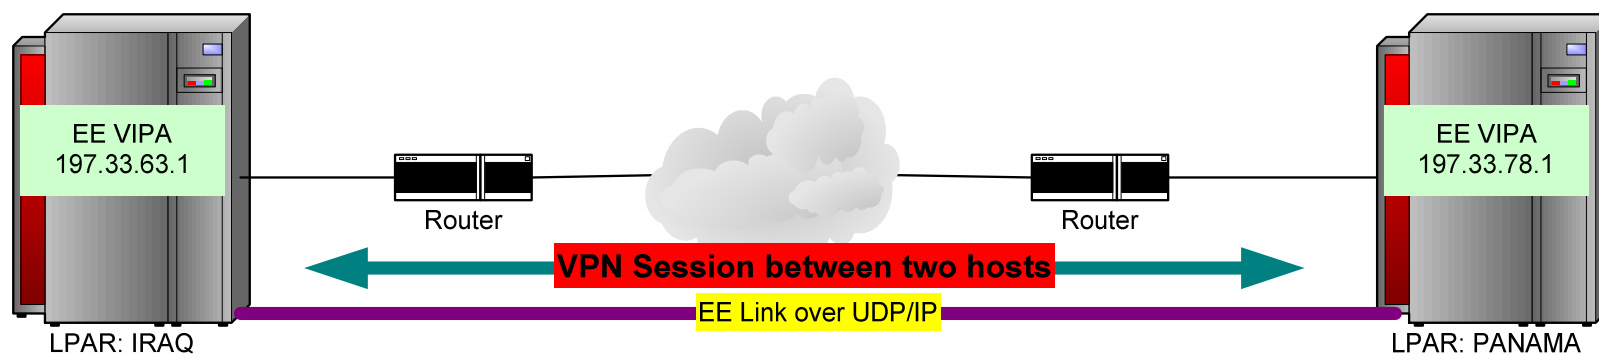 EE VIPA
197.33.63.1
EE VIPA
197.33.78.1
Router
Router
VPN Session between two hosts
EE Link over UDP/IP
LPAR: IRAQ
LPAR: PANAMA